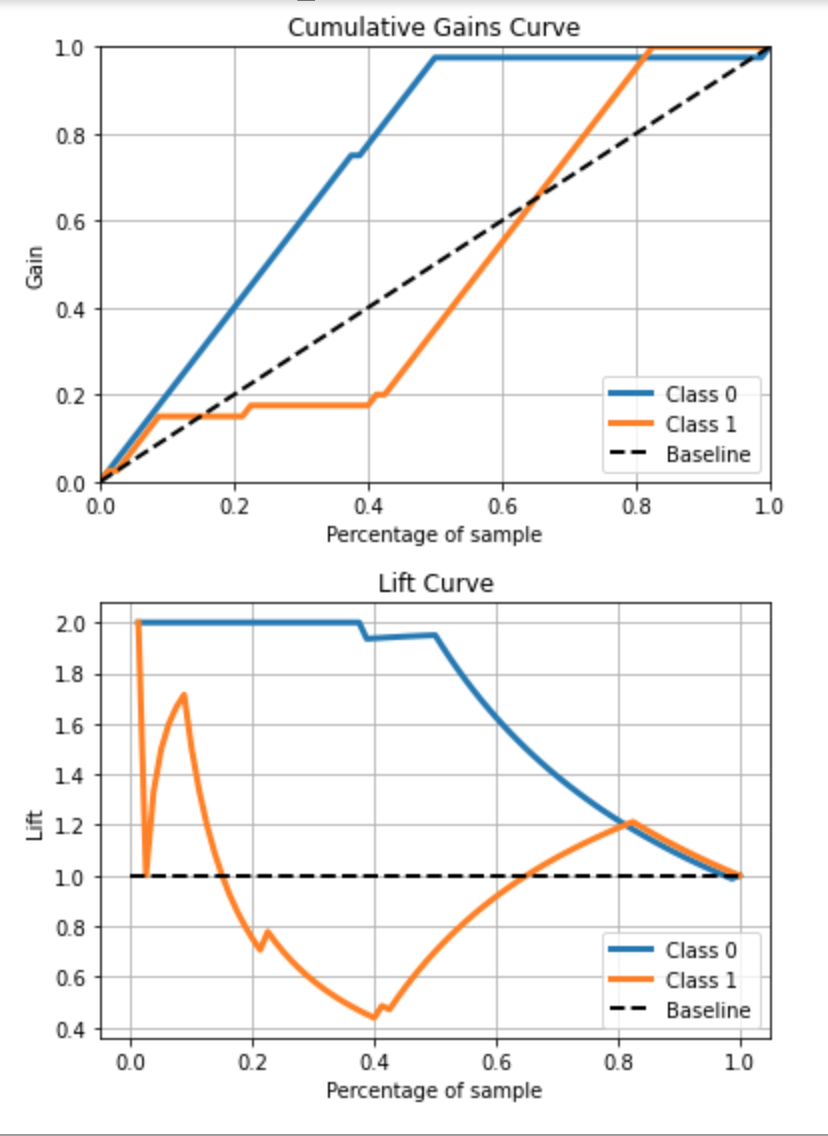 Cumulative Gains Curve
1.0
0.8
0.6
0.4
0.2
0.0
Gain
Class 0
Class 1
Baseline
0.0 0.2 0.4 0.6 0.8 1.0
Percentage of sample
Lift Curve
2.0
1.8
1.6
1.4
1.2
1.0
0.8
0.6
0.4
Lift
Class 0
Class 1
Baseline
0.0 0.2 0.4 0.6 0.8 1.0
Percentage of sample